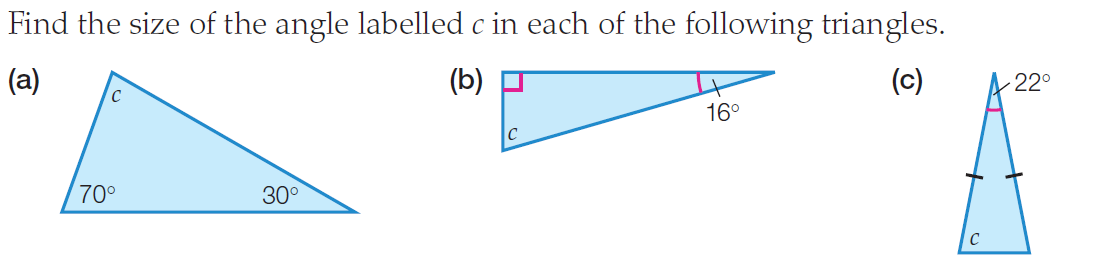 Find the size of the angle labelled c in each of the following triangles.
(a)
c
70°
30°
(b)
16°
c
(c)
22°
c